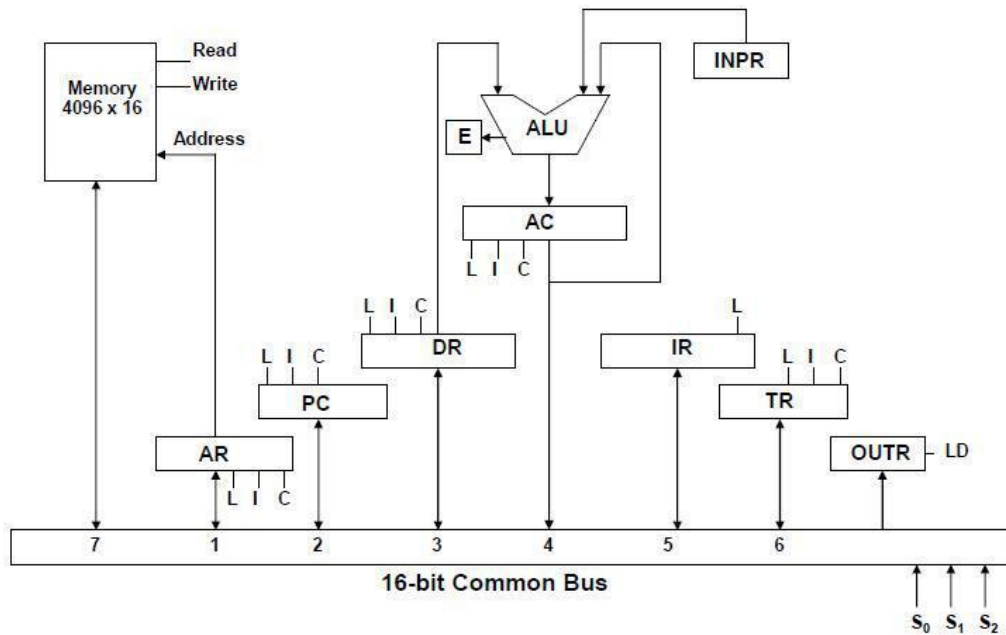 Read
Memory
4096 x 16
Write
Address
INPR
ALU
E
AC
L I C
L I C
DR
L
IR
L I C
PC
L I C
TR
AR
L I C
OUTR
LD
7 1 2 3 4 5 6
16-bit Common Bus
S0 S1 S2